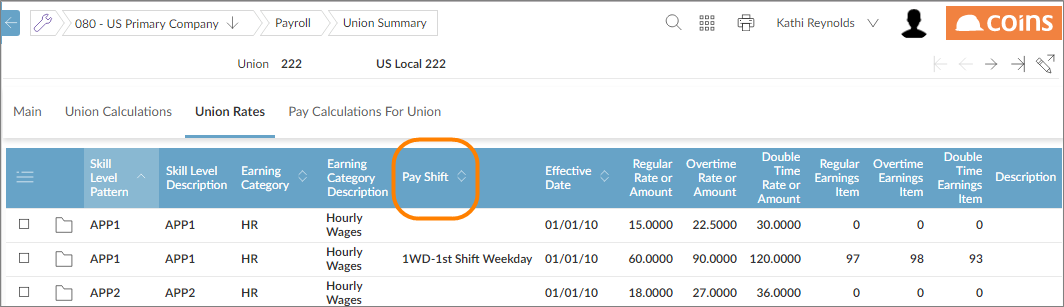 080 - US Primary Company Payroll Union Summary Kathi Reynolds coins
Union 222 US Local 222
Main Union Calculations Union Rates Pay Calculations For Union
Skill Level Pattern Skill Level Description Earning Category Earning Category Description Pay Shift Effective Date Regular Rate or Amount Overtime Rate or Amount Double Time Rate or Amount Regular Earnings Item Overtime Earnings Item Double Time Earnings Item Description
APP1 APP1 HR Hourly Wages 01/01/10 15.0000 22.5000 30.0000 0 0 0
APP1 APP1 HR Hourly Wages 1WD-1st Shift Weekday 01/01/10 60.0000 90.0000 120.0000 97 98 93
APP2 APP2 HR Hourly Wages 01/01/10 18.0000 27.0000 36.0000 0 0 0